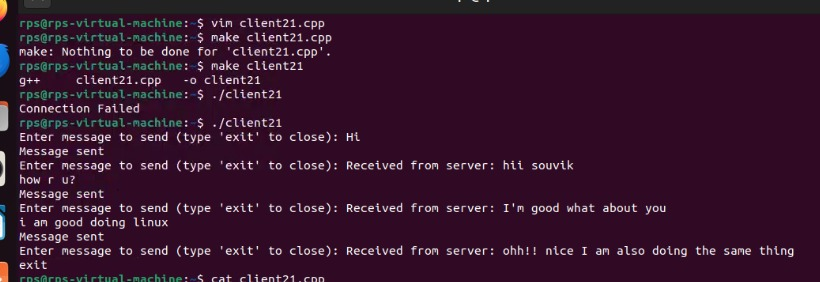 rps@rps-virtual-machine:~$ vim client21.cpp
rps@rps-virtual-machine:~$ make client21.cpp
make: Nothing to be done for 'client21.cpp'.
rps@rps-virtual-machine:~$ make client21
g++     client21.cpp   -o client21
rps@rps-virtual-machine:~$ ./client21
Connection Failed
rps@rps-virtual-machine:~$ ./client21
Enter message to send (type 'exit' to close): Hi
Message sent
Enter message to send (type 'exit' to close): Received from server: hii souvik
how r u?
Message sent
Enter message to send (type 'exit' to close): Received from server: I'm good what about you
i am good doing linux
Message sent
Enter message to send (type 'exit' to close): Received from server: ohh!! nice I am also doing the same thing
exit
rps@rps-virtual-machine:~$ cat client21.cpp